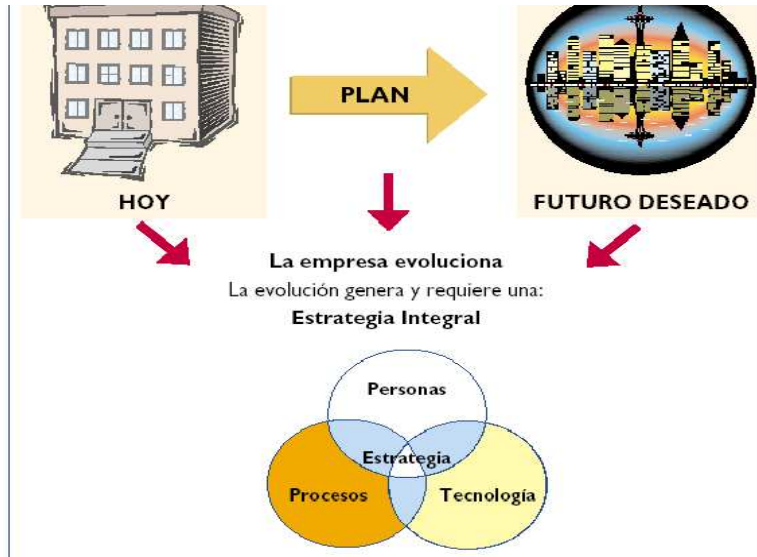 PLAN
HOY
FUTURO DESEADO
La empresa evoluciona
La evolución genera y requiere una:
Estrategia Integral
Personas
Estrategia
Procesos
Tecnología